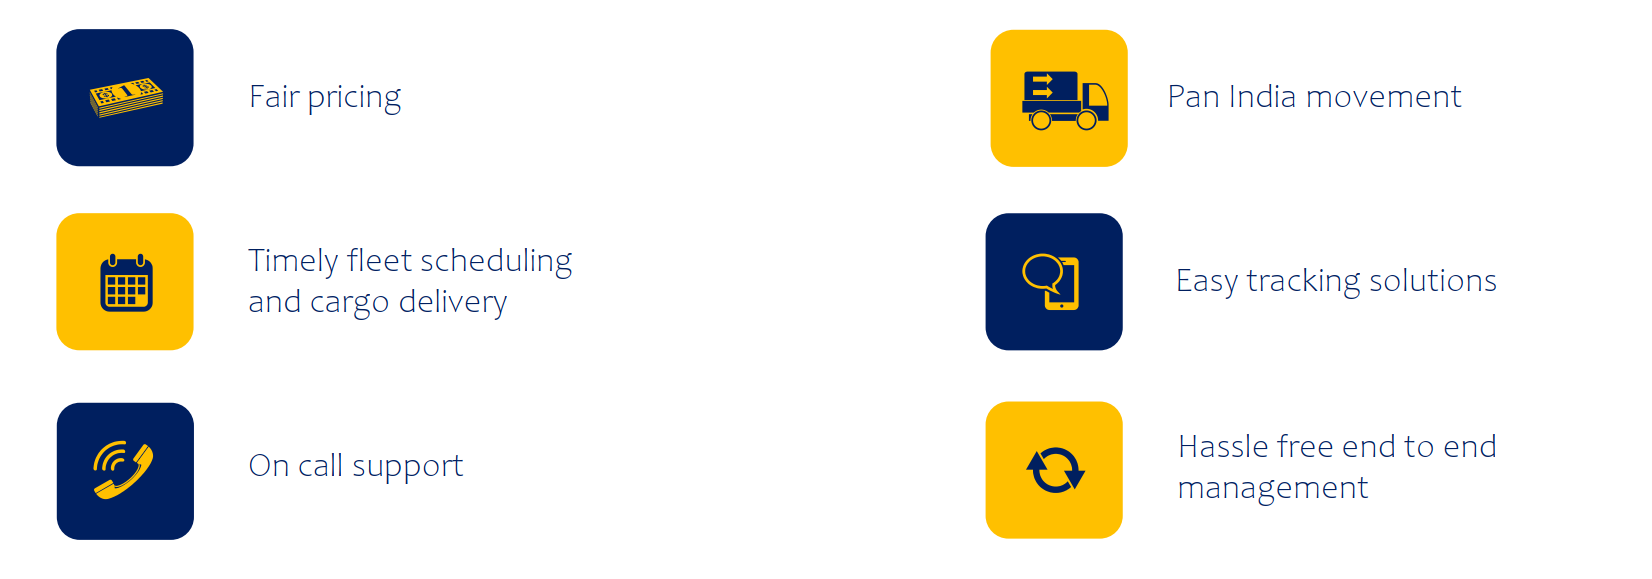 Fair pricing
Pan India movement
Timely fleet scheduling
and cargo delivery
Easy tracking solutions
On call support
Hassle free end to end
management